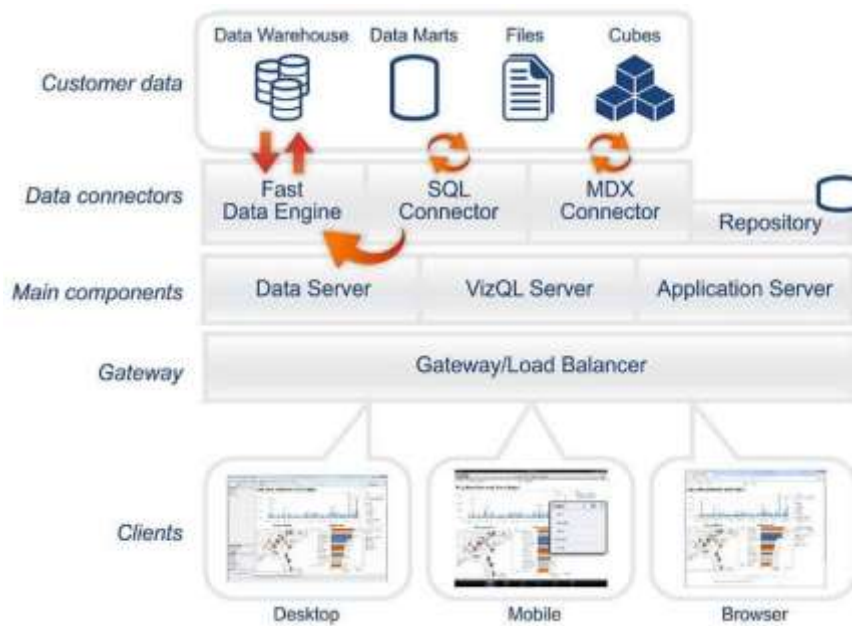 Data Warehouse Data Marts Files Cubes
Customer data
Data connectors
Fast
Data Engine
SQL
Connector
MDX
Connector
Repository
Main components
Data Server VizQL Server Application Server
Gateway
Gateway/Load Balancer
Clients
Desktop Mobile Browser